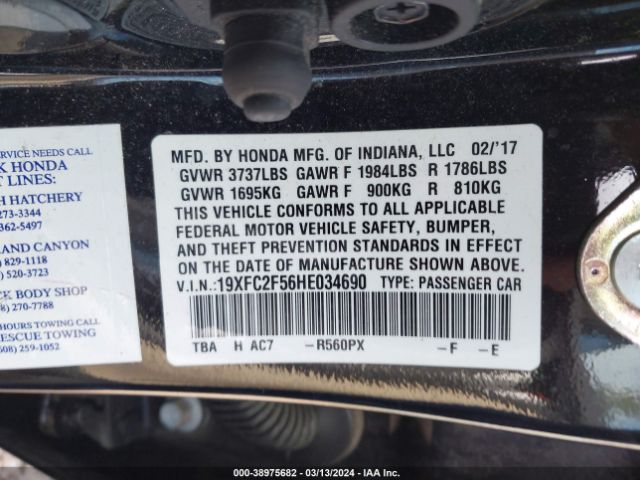 SERVICE NEEDS CALL
K HONDA
T LINES:
H HATCHERY
273-3344
362-5497
RAND CANYON
) 829-1118
) 520-3723
CK BODY SHOP
8) 270-7788
HOURS TOWING CALL
RESCUE TOWING
608) 259-1052
MFD. BY HONDA MFG. OF INDIANA, LLC 02/'17
GVWR 3737LBS GAWR F 1984LBS R 1786LBS
GVWR 1695KG GAWR F 900KG R 810KG
THIS VEHICLE CONFORMS TO ALL APPLICABLE
FEDERAL MOTOR VEHICLE SAFETY, BUMPER,
AND THEFT PREVENTION STANDARDS IN EFFECT
ON THE DATE OF MANUFACTURE SHOWN ABOVE.
V.I.N.:19XFC2F56HE034690 TYPE: PASSENGER CAR
TBA H AC7 -R560PX -F -E
000-38975682 | 03/13/2024 | IAA Inc.